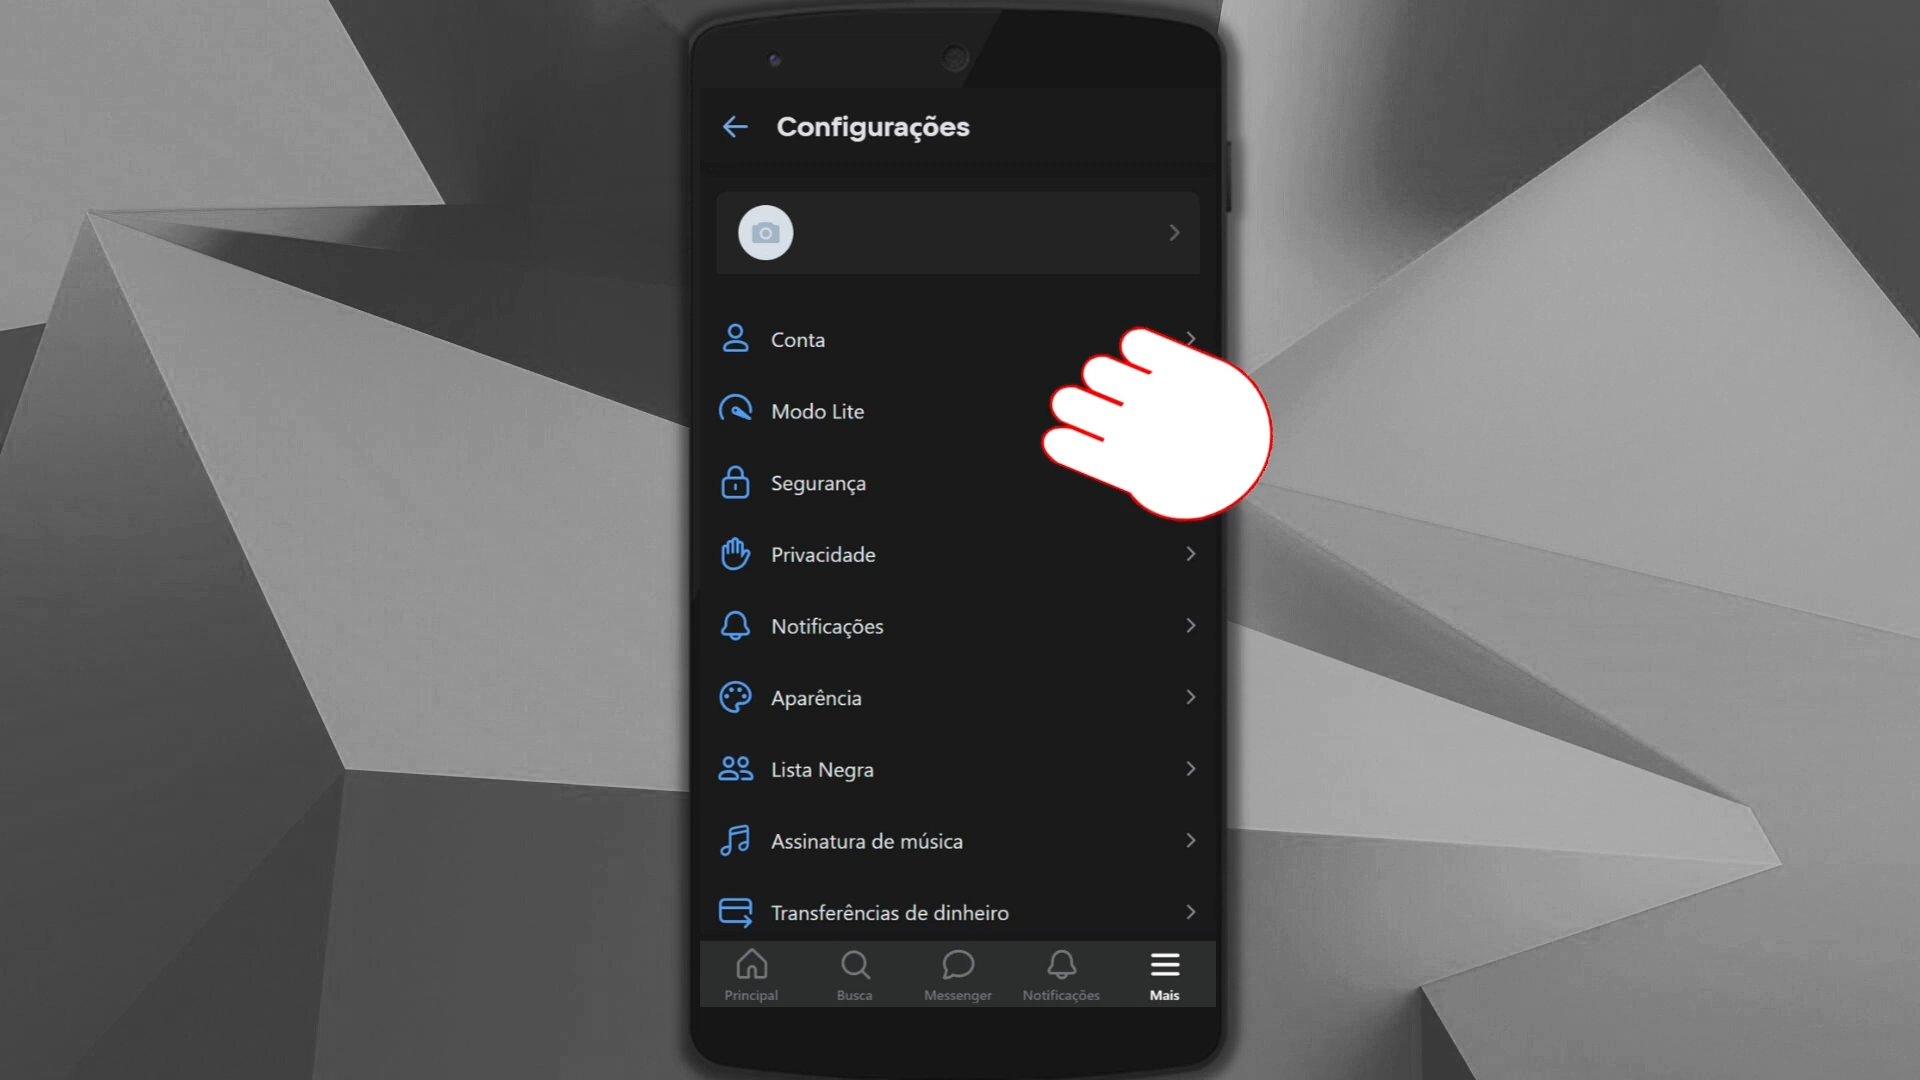 Configurações
Conta
Modo Lite
Segurança
Privacidade
Notificações
Aparência
Lista Negra
Assinatura de música
Transferências de dinheiro
Principal
Busca
Messenger
Notificações
Mais